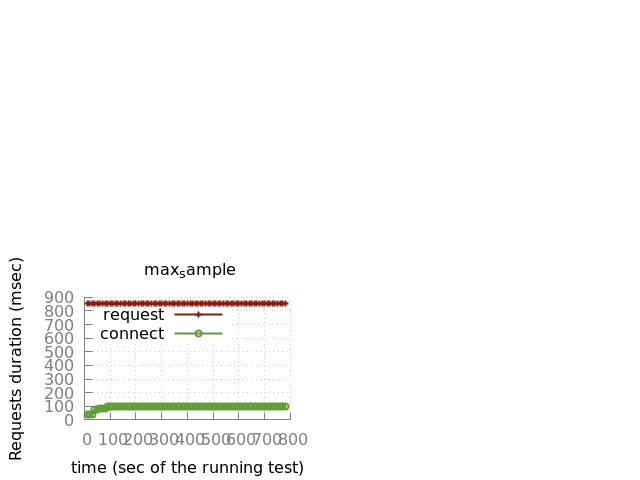 max_sample
Requests duration (msec)
900
800
700
600
500
400
300
200
100
0
request
connect
0 100 200 300 400 500 600 700 800
time (sec of the running test)